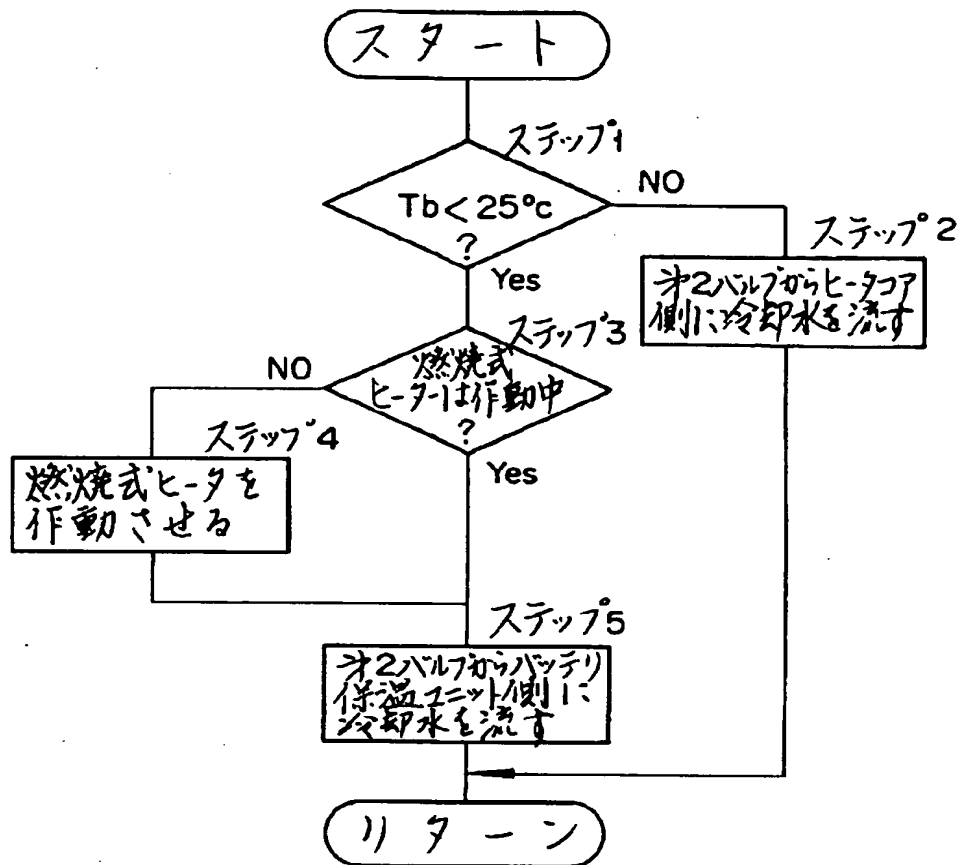 スタート
ステップ1
Tb<25°c
?
NO
Yes
ステップ2
第2バルブからヒータコア
側に冷却水を流す
ステップ3
燃焼式
ヒーターは作動中
?
NO
Yes
ステップ4
燃焼式ヒータを
作動させる
ステップ5
第2バルブからバッテリ
保温ユニット側に
冷却水を流す
リターン